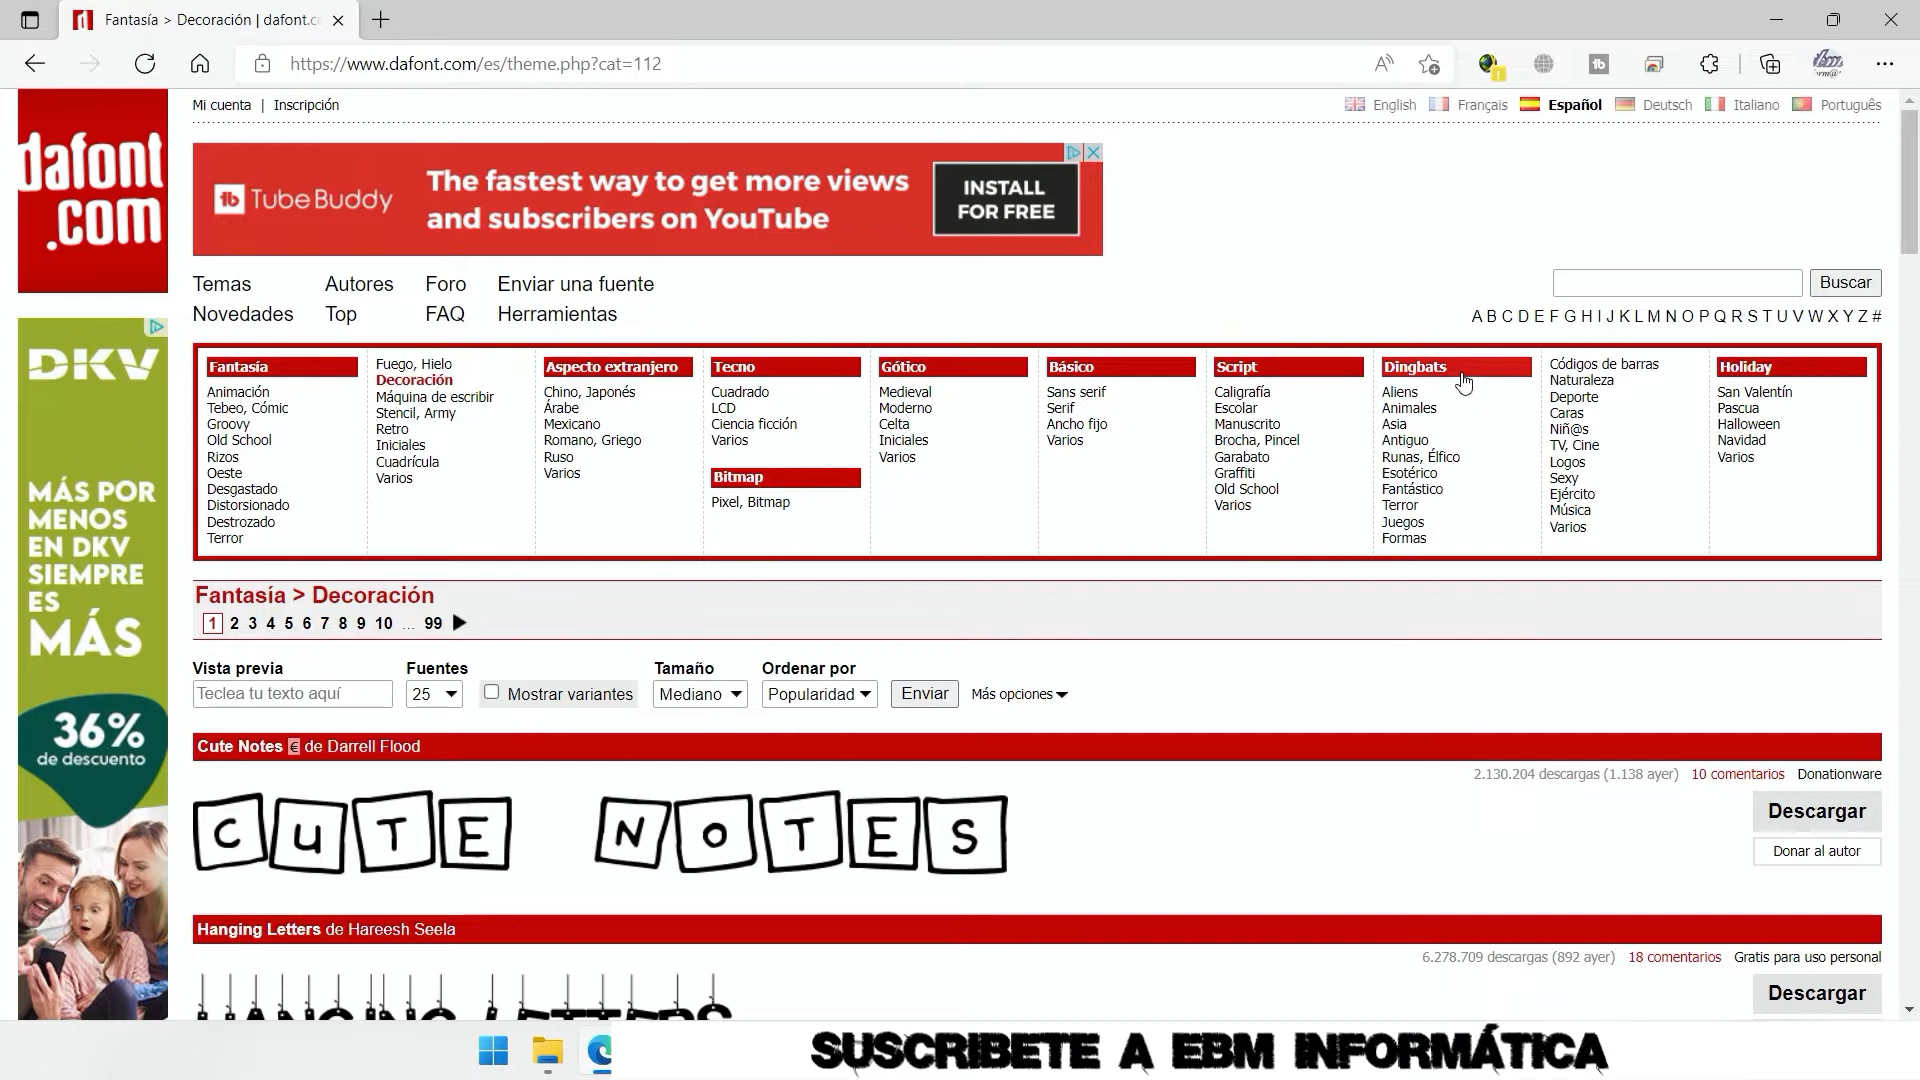 Fantasía > Decoración | dafont.c
https://www.dafont.com/es/theme.php?cat=112
dafont
.com
Mi cuenta | Inscripción
English Français Español Deutsch Italiano Português
TubeBuddy
The fastest way to get more views
and subscribers on YouTube
INSTALL
FOR FREE
Temas Autores Foro Enviar una fuente
Novedades Top FAQ Herramientas
Buscar
A B C D E F G H I J K L M N O P Q R S T U V W X Y Z #
Fantasía
Animación
Tebeo, Cómic
Groovy
Old School
Rizos
Oeste
Desgastado
Distorsionado
Destrozado
Terror
Fuego, Hielo
Decoración
Máquina de escribir
Stencil, Army
Retro
Iniciales
Cuadrícula
Varios
Aspecto extranjero
Chino, Japonés
Árabe
Mexicano
Romano, Griego
Ruso
Varios
Tecno
Cuadrado
LCD
Ciencia ficción
Varios
Bitmap
Pixel, Bitmap
Gótico
Medieval
Moderno
Celta
Iniciales
Varios
Básico
Sans serif
Serif
Ancho fijo
Varios
Script
Caligrafía
Escolar
Manuscrito
Brocha, Pincel
Garabato
Graffiti
Old School
Varios
Dingbats
Aliens
Animales
Asia
Antiguo
Runas, Élfico
Esotérico
Fantástico
Terror
Juegos
Formas
Códigos de barras
Naturaleza
Deporte
Caras
Niñ@s
TV, Cine
Logos
Sexy
Ejército
Música
Varios
Holiday
San Valentín
Pascua
Halloween
Navidad
Varios
DKV
MÁS POR
MENOS
EN DKV
SIEMPRE
ES
MÁS
36%
de descuento
Fantasía > Decoración
1 2 3 4 5 6 7 8 9 10 ... 99
Vista previa Fuentes Tamaño Ordenar por
Teclea tu texto aquí 25 Mostrar variantes Mediano Popularidad Enviar Más opciones
Cute Notes € de Darrell Flood
2.130.204 descargas (1.138 ayer) 10 comentarios Donationware
CUTE NOTES
Descargar
Donar al autor
Hanging Letters de Hareesh Seela
6.278.709 descargas (892 ayer) 18 comentarios Gratis para uso personal
HANGING LETTERS
Descargar
SUSCRIBETE A EBM INFORMÁTICA